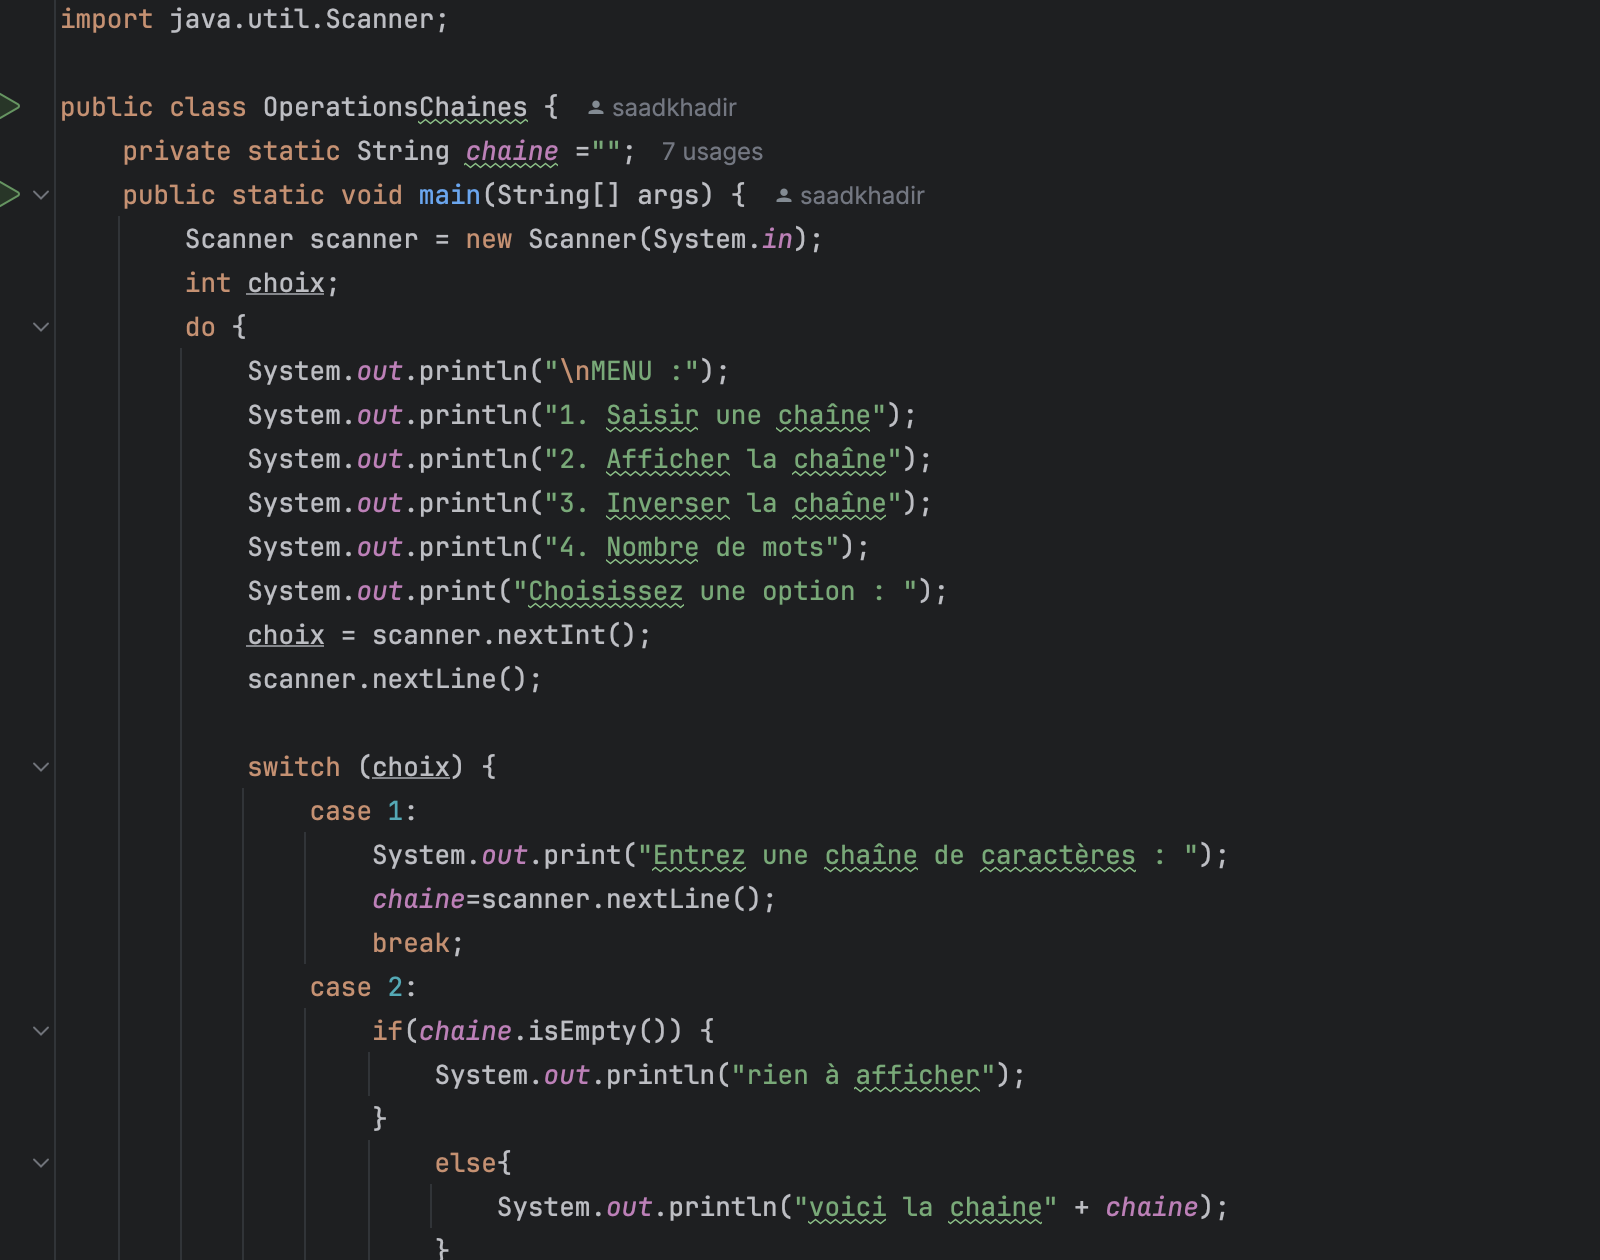 import java.util.Scanner;
public class OperationsChaines { saadkhadir
private static String chaine =""; 7 usages
public static void main(String[] args) { saadkhadir
Scanner scanner = new Scanner(System.in);
int choix;
do {
System.out.println("\nMENU :");
System.out.println("1. Saisir une chaîne");
System.out.println("2. Afficher la chaîne");
System.out.println("3. Inverser la chaîne");
System.out.println("4. Nombre de mots");
System.out.print("Choisissez une option : ");
choix = scanner.nextInt();
scanner.nextLine();
switch (choix) {
case 1:
System.out.print("Entrez une chaîne de caractères : ");
chaine=scanner.nextLine();
break;
case 2:
if(chaine.isEmpty()) {
System.out.println("rien à afficher");
}
else{
System.out.println("voici la chaine" + chaine);
}